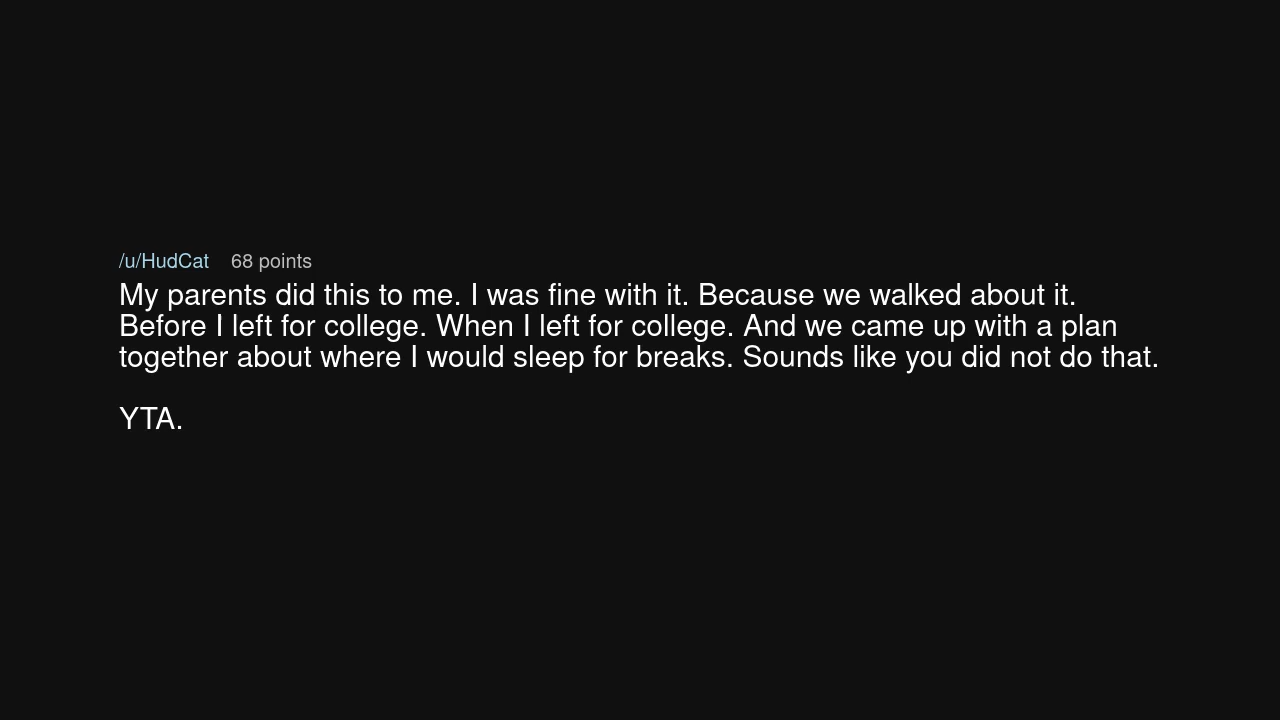 /u/HudCat 68 points
My parents did this to me. I was fine with it. Because we walked about it.
Before I left for college. When I left for college. And we came up with a plan
together about where I would sleep for breaks. Sounds like you did not do that.
YTA.